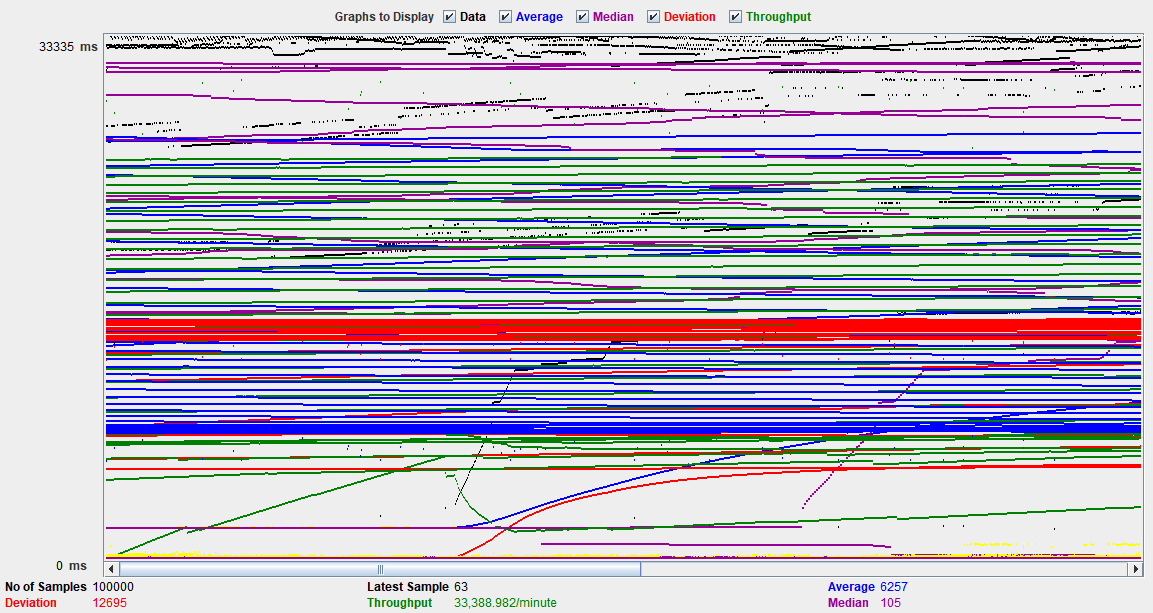 Graphs to Display Data Average Median Deviation Throughput
33335 ms
0 ms
No of Samples 100000 Latest Sample 63 Average 6257
Deviation 12695 Throughput 33,388.982/minute Median 105